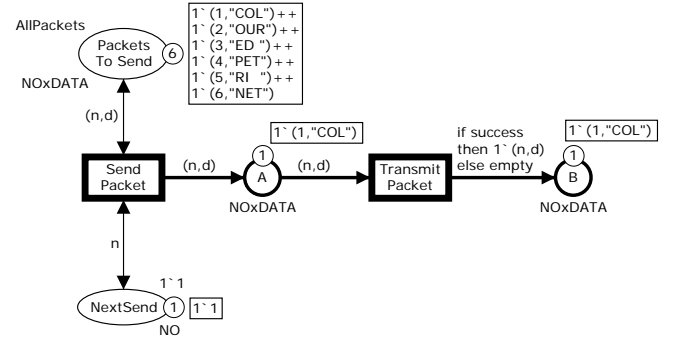 AllPackets
Packets
To Send
6
1`(1,"COL")++
1`(2,"OUR")++
1`(3,"ED ")++
1`(4,"PET")++
1`(5,"RI  ")++
1`(6,"NET")
NOxDATA
(n,d)
1`(1,"COL")
1`(1,"COL")
if success
then 1`(n,d)
else empty
Send
Packet
(n,d)
1
A
(n,d)
Transmit
Packet
1
B
NOxDATA
NOxDATA
n
1`1
NextSend
1
1`1
NO